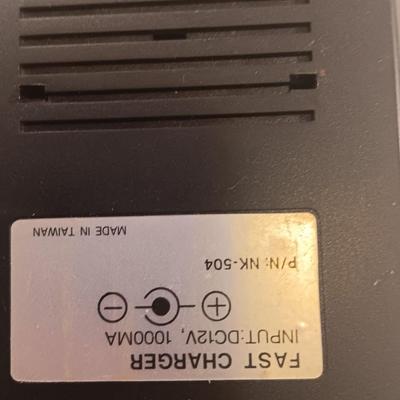 FAST CHARGER
INPUT:DC12V, 1000MA
P/N: NK-504
MADE IN TAIWAN